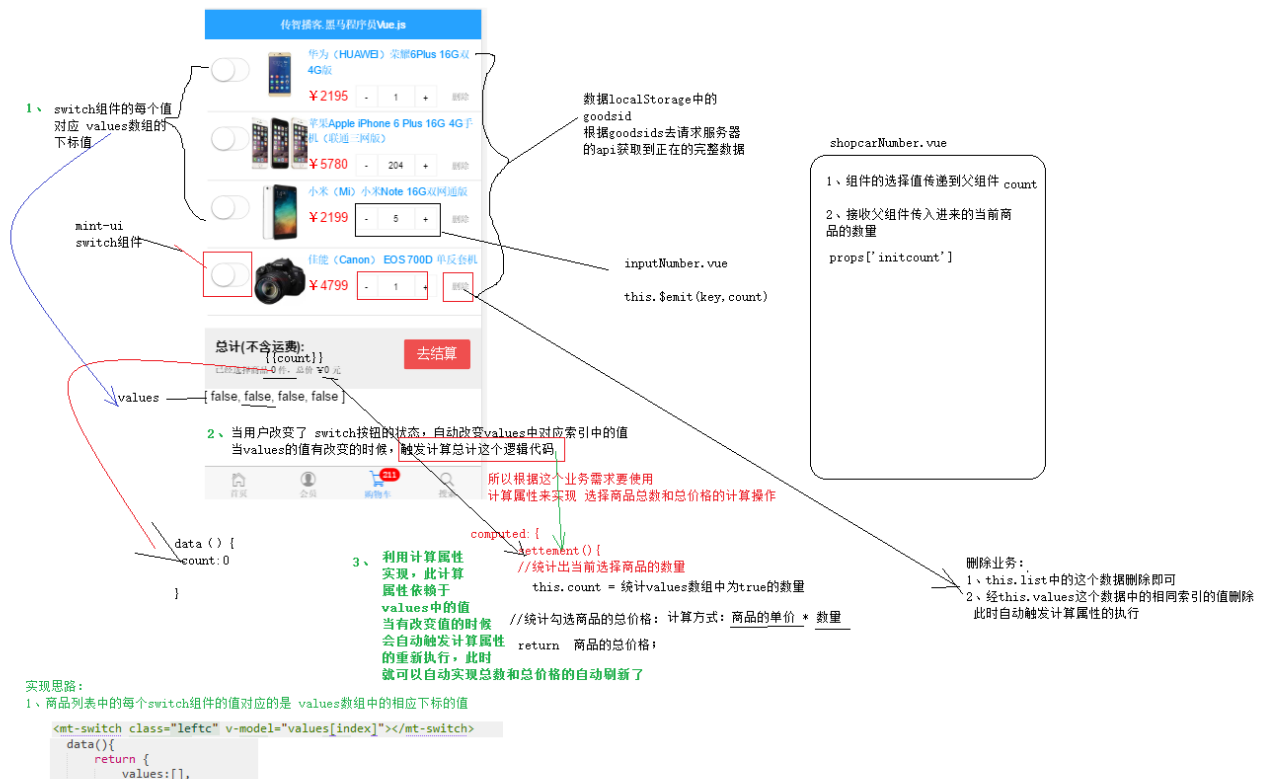 传智播客.黑马程序员Vue.js
华为（HUAWEI）荣耀6Plus 16G双
4G版
￥2195 - 1 + 删除
苹果Apple iPhone 6 Plus 16G 4G手
机（联通三网版）
￥5780 - 204 + 删除
小米（Mi）小米Note 16G双网通版
￥2199 - 5 + 删除
佳能（Canon） EOS 700D 单反套机
￥4799 - 1 + 删除
总计(不含运费):
{{count}}
已经选择商品 0 件, 总价 ￥0 元
去结算
1、 switch组件的每个值
对应 values数组的
下标值
mint-ui
switch组件
数据localStorage中的
goodsid
根据goodsids去请求服务器
的api获取到正在的完整数据
inputNumber.vue
this.$emit(key,count)
shopcarNumber.vue
1、组件的选择值传递到父组件 count
2、接收父组件传入进来的当前商
品的数量
props['initcount']
values
[ false, false, false, false ]
2、当用户改变了 switch按钮的状态，自动改变values中对应索引中的值
当values的值有改变的时候，触发计算总计这个逻辑代码
首页
会员
211
购物车
搜索
所以根据这个业务需求要使用
计算属性来实现 选择商品总数和总价格的计算操作
data（）{
count:0
}
3、 利用计算属性
实现，此计算
属性依赖于
values中的值
当有改变值的时候
会自动触发计算属性
的重新执行，此时
就可以自动实现总数和总价格的自动刷新了
computed:{
settement(){
//统计出当前选择商品的数量
this.count = 统计values数组中为true的数量
//统计勾选商品的总价格: 计算方式: 商品的单价 * 数量
return 商品的总价格;
删除业务:
1、this.list中的这个数据删除即可
2、经this.values这个数据中的相同索引的值删除
此时自动触发计算属性的执行
实现思路:
1、商品列表中的每个switch组件的值对应的是 values数组中的相应下标的值
<mt-switch class="leftc" v-model="values[index]"></mt-switch>
data(){
return {
values:[],